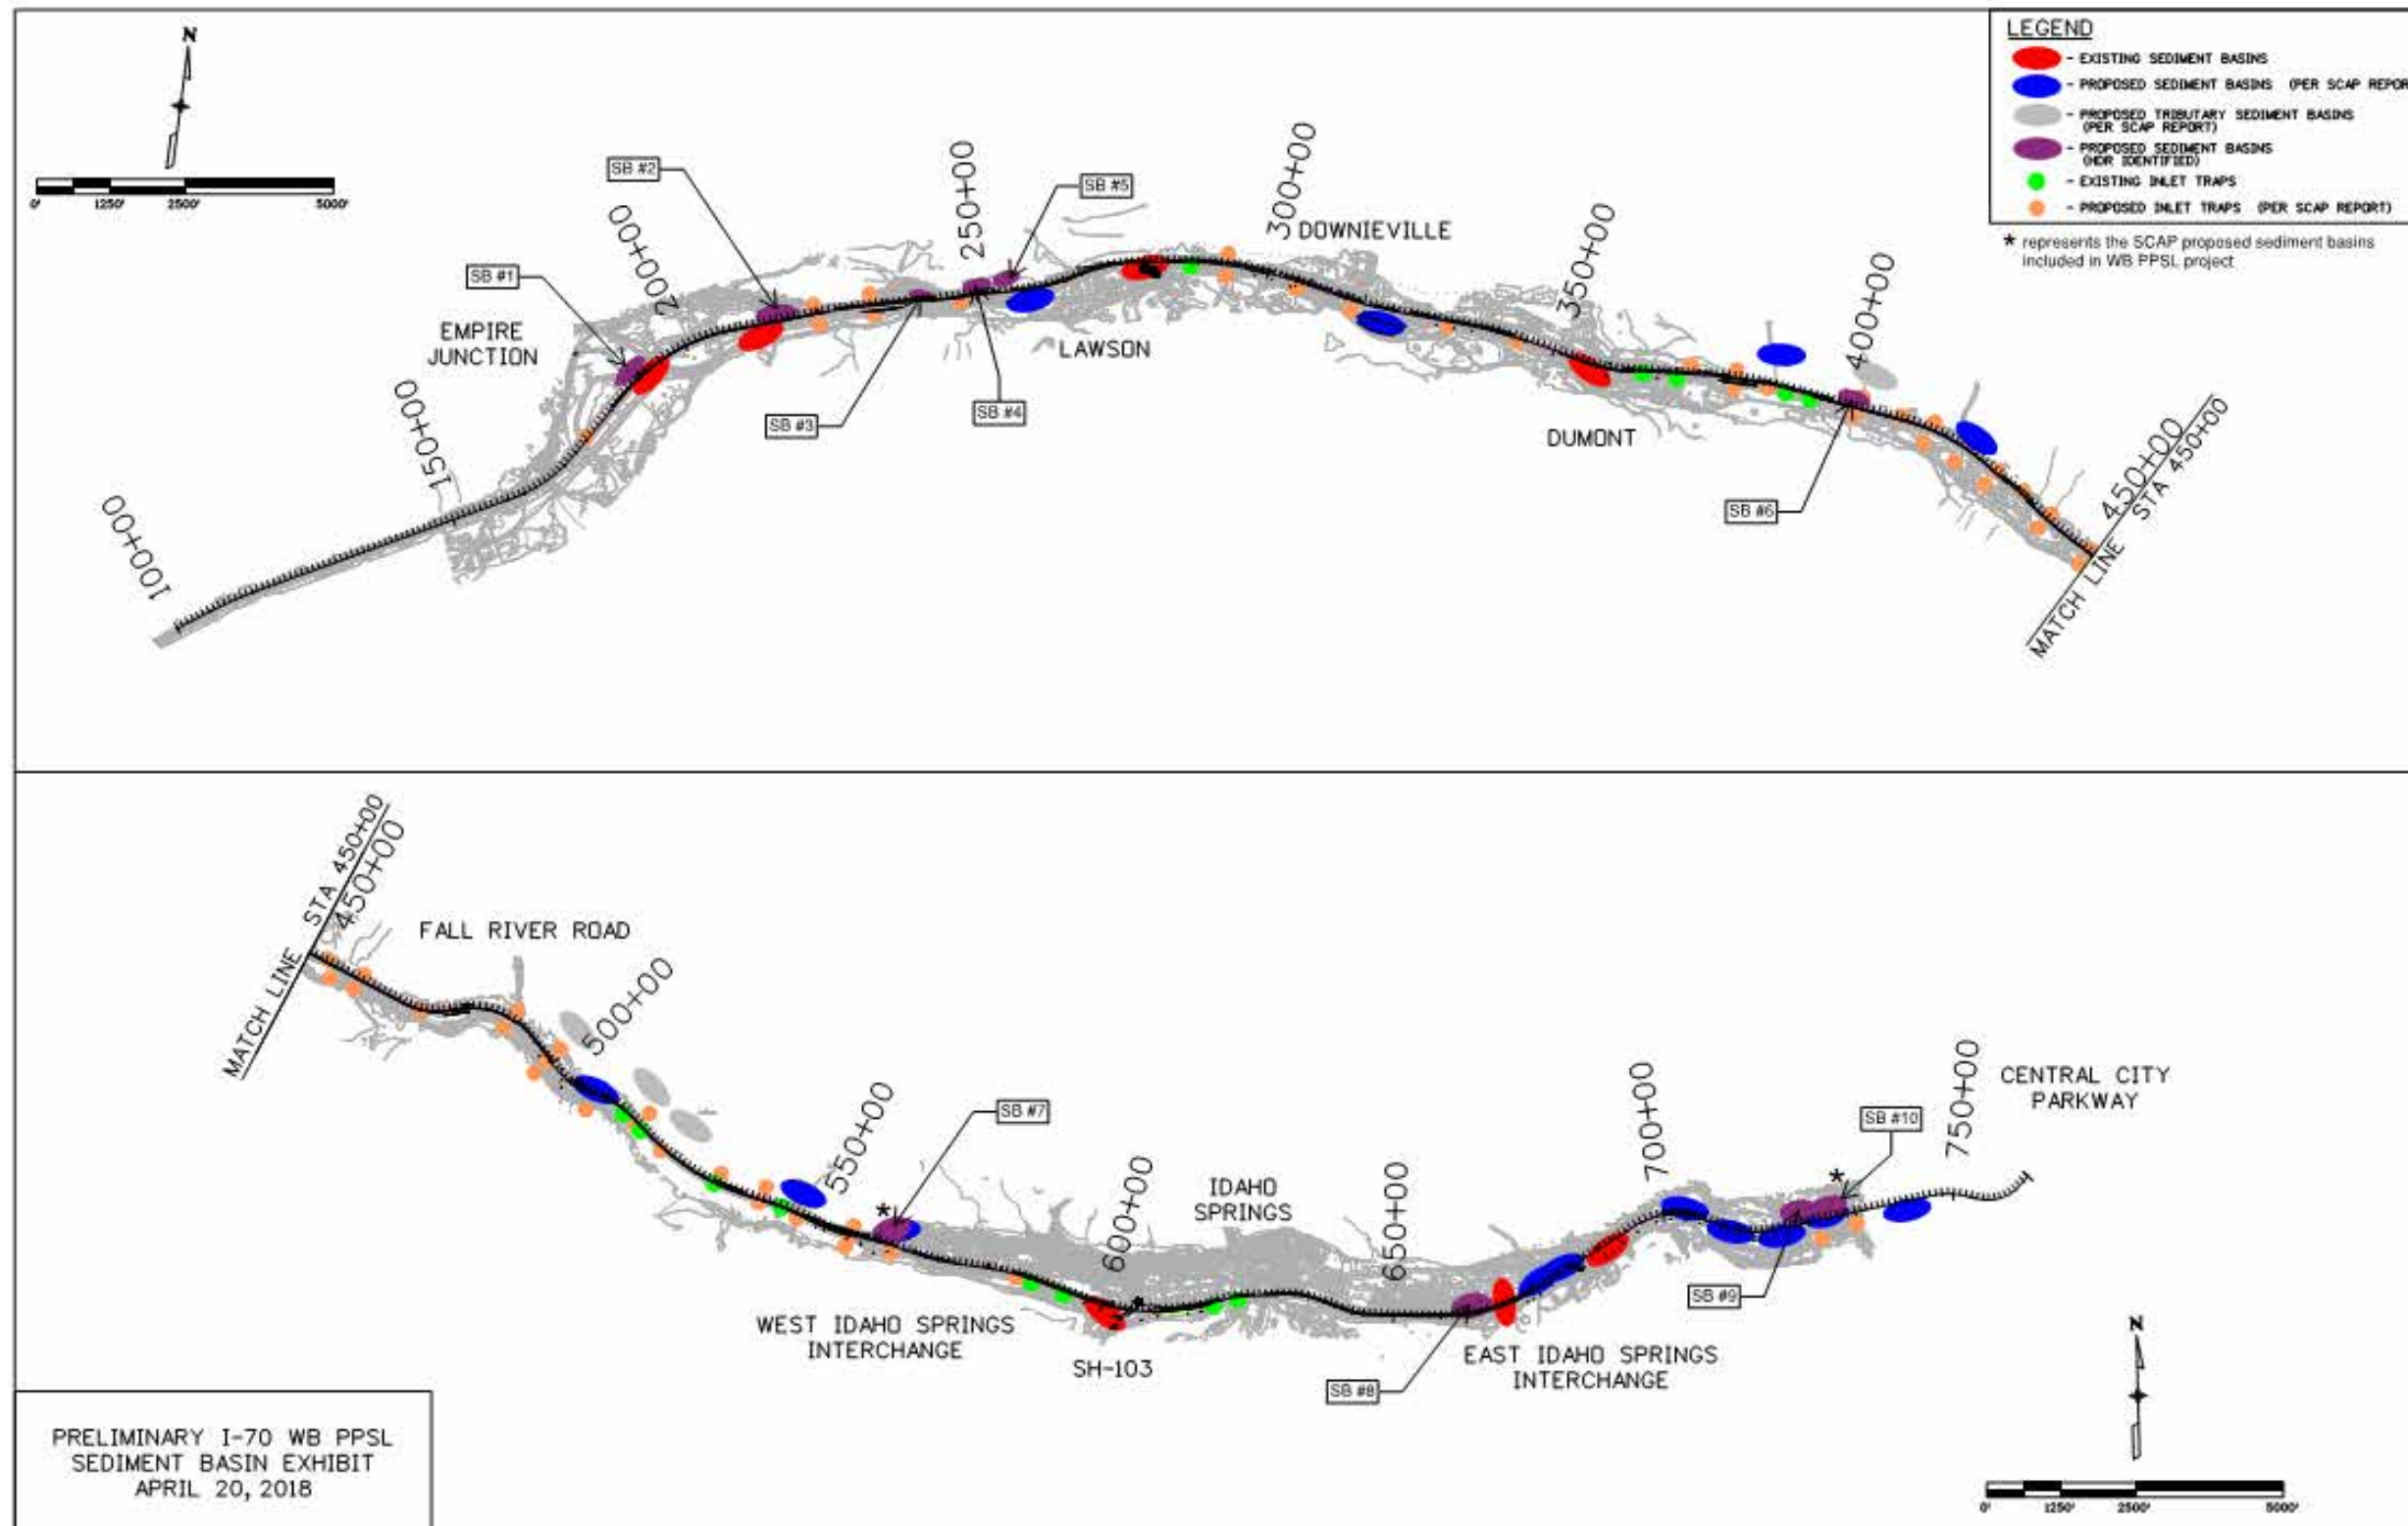 N
0' 1250' 2500' 5000'
LEGEND
- EXISTING SEDIMENT BASINS
- PROPOSED SEDIMENT BASINS (PER SCAP REPOR
- PROPOSED TRIBUTARY SEDIMENT BASINS
(PER SCAP REPORT)
- PROPOSED SEDIMENT BASINS
(HDR IDENTIFIED)
- EXISTING INLET TRAPS
- PROPOSED INLET TRAPS (PER SCAP REPORT)
* represents the SCAP proposed sediment basins
included in WB PPSL project
SB #1
SB #2
SB #3
SB #4
SB #5
SB #6
EMPIRE
JUNCTION
LAWSON
DOWNIEVILLE
DUMONT
100+00
150+00
200+00
250+00
300+00
350+00
400+00
450+00
MATCH LINE STA 450+00
MATCH LINE STA 450+00
450+00
FALL RIVER ROAD
500+00
550+00
*
SB #7
WEST IDAHO SPRINGS
INTERCHANGE
SH-103
600+00
IDAHO
SPRINGS
650+00
SB #8
EAST IDAHO SPRINGS
INTERCHANGE
700+00
SB #9
*
SB #10
750+00
CENTRAL CITY
PARKWAY
N
0' 1250' 2500' 5000'
PRELIMINARY I-70 WB PPSL
SEDIMENT BASIN EXHIBIT
APRIL 20, 2018